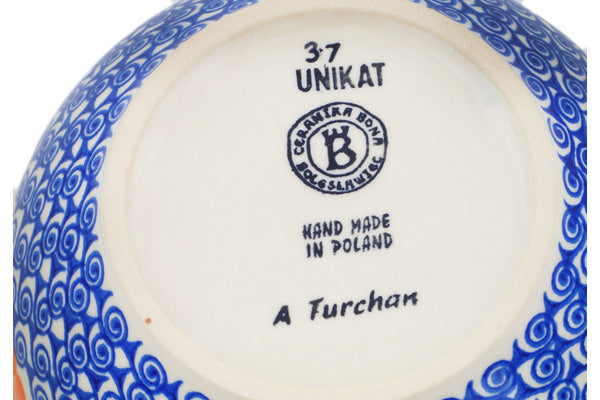 3.7
UNIKAT
CERAMIKA BONA
B
BOLESŁAWIEC
HAND MADE
IN POLAND
A Turchan